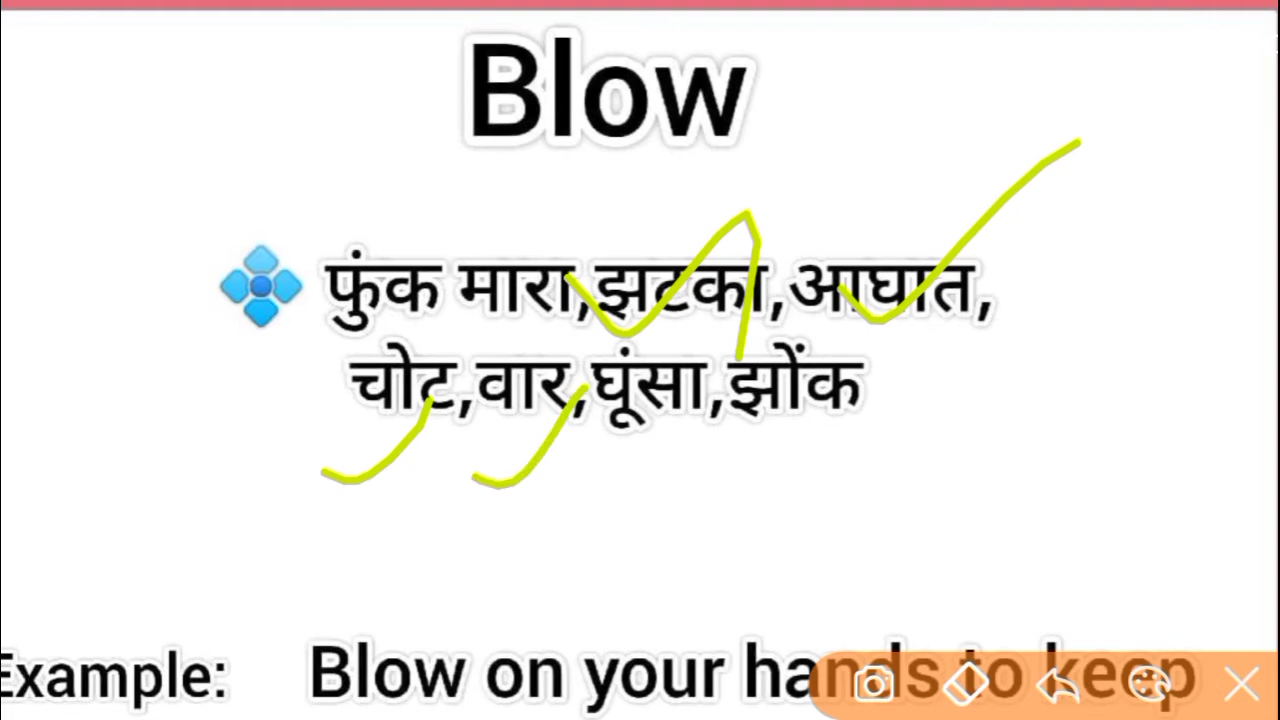 Blow
फुंक मारा,झटका,आघात,
चोट,वार,घूंसा,झोंक
Example: Blow on your hands to keep